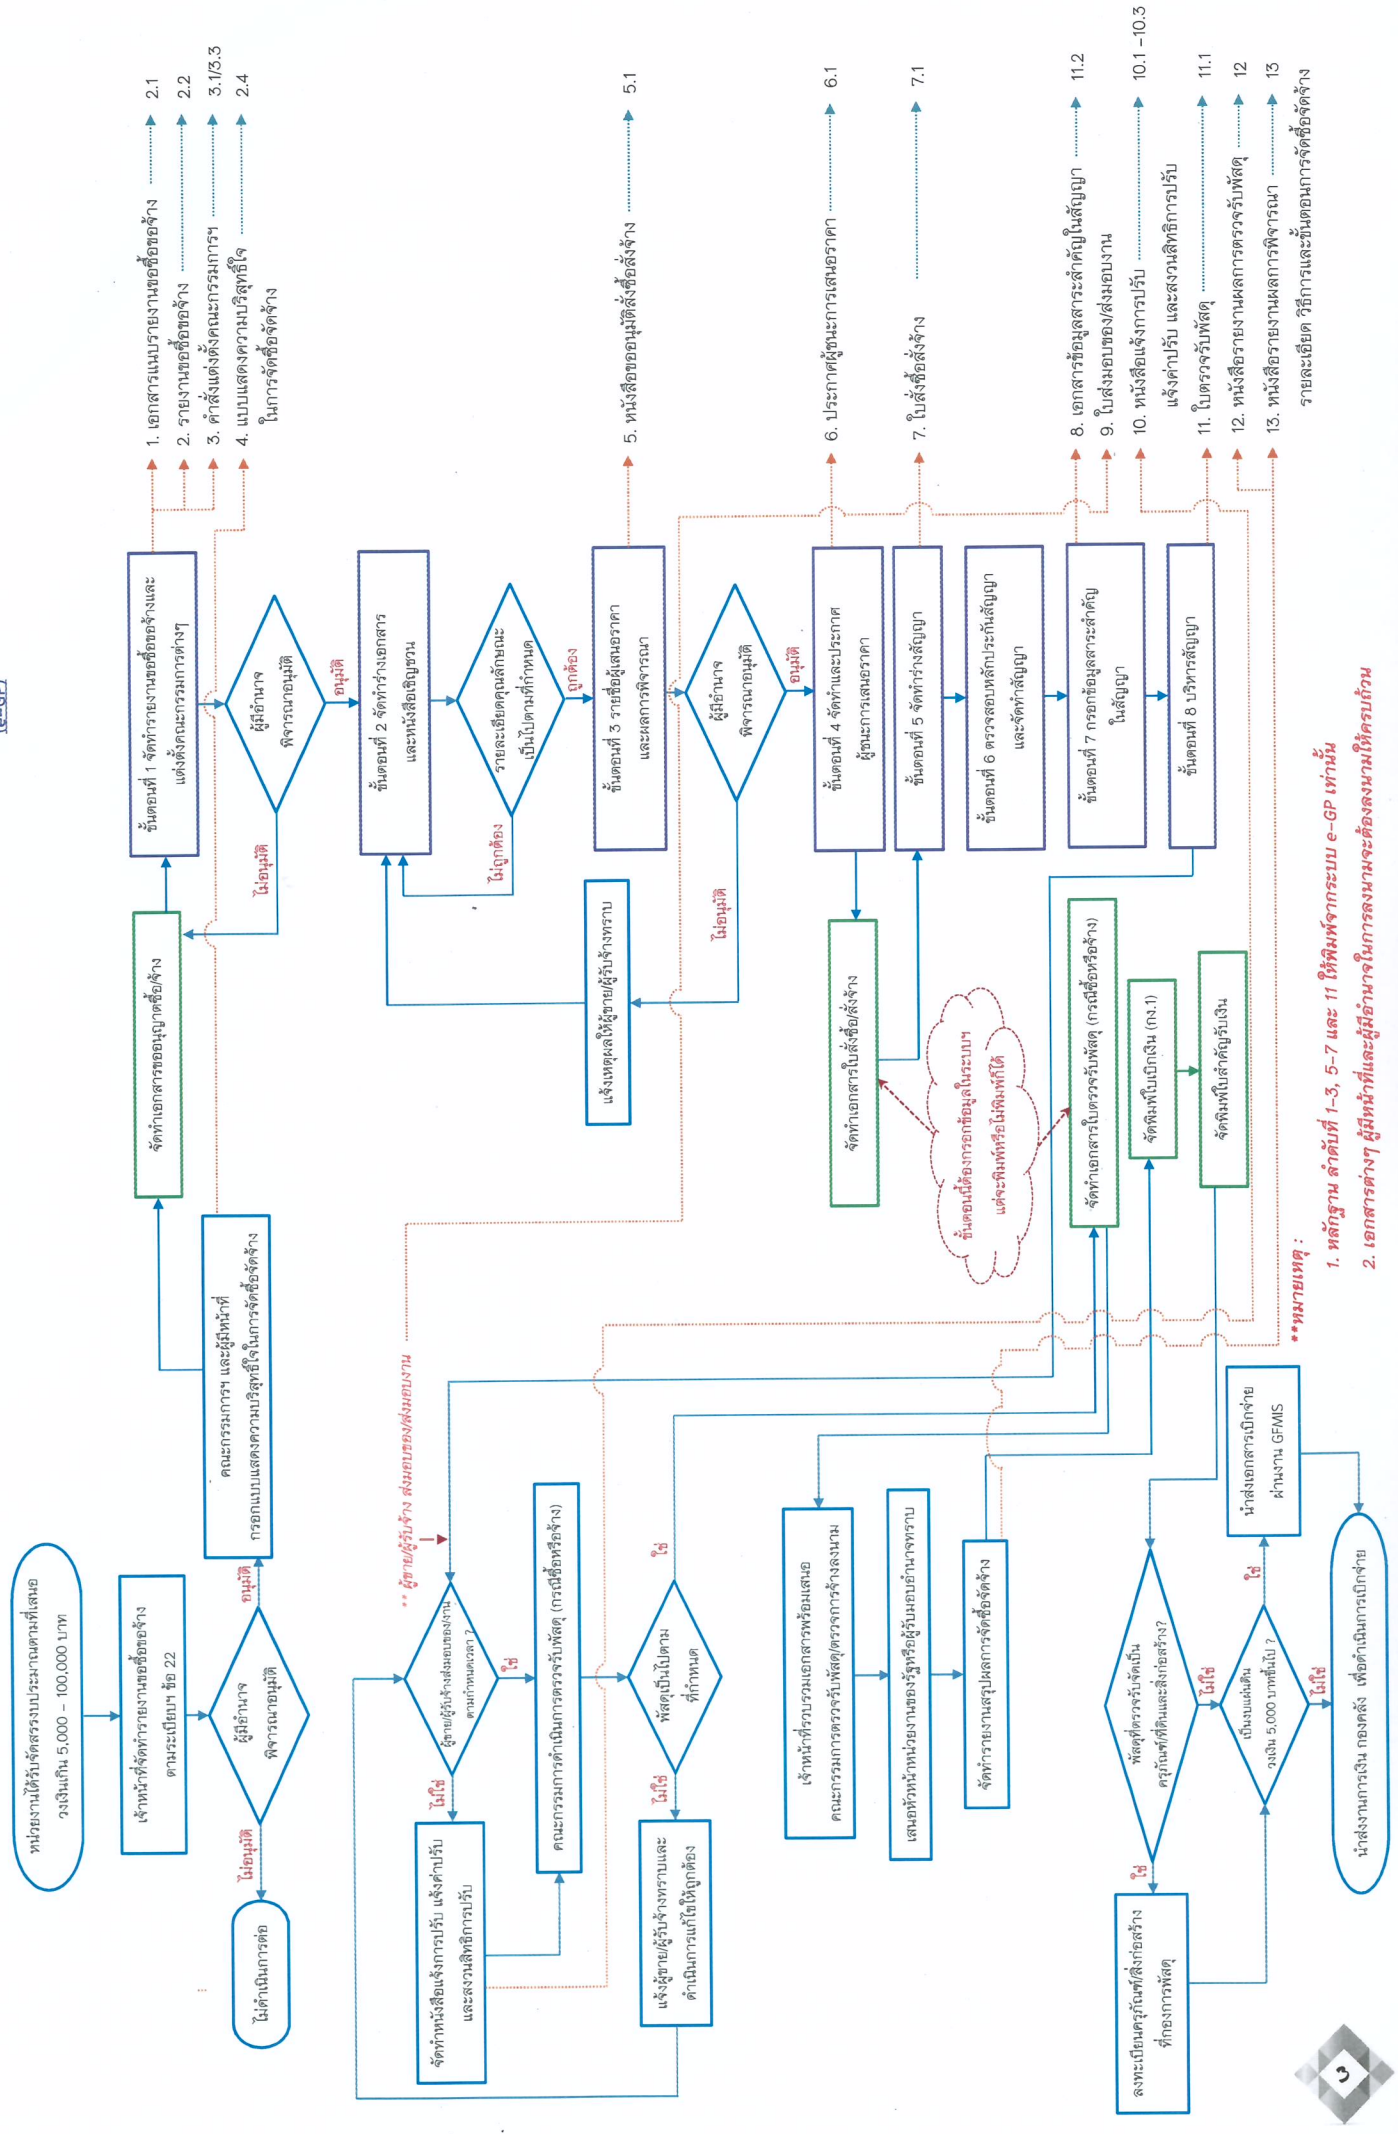 (e-GP)
หน่วยงานได้รับจัดสรรงบประมาณตามที่เสนอ
วงเงินเกิน 5,000 – 100,000 บาท
เจ้าหน้าที่จัดทำรายงานขอซื้อขอจ้าง
ตามระเบียบฯ ข้อ 22
ผู้มีอำนาจ
พิจารณาอนุมัติ
ไม่อนุมัติ
อนุมัติ
ไม่ดำเนินการต่อ
คณะกรรมการฯ และผู้มีหน้าที่
กรอกแบบแสดงความบริสุทธิ์ใจในการจัดซื้อจัดจ้าง
จัดทำเอกสารขออนุญาตซื้อ/จ้าง
ขั้นตอนที่ 1 จัดทำรายงานขอซื้อขอจ้างและ
แต่งตั้งคณะกรรมการต่างๆ
ผู้มีอำนาจ
พิจารณาอนุมัติ
ไม่อนุมัติ
อนุมัติ
ขั้นตอนที่ 2 จัดทำร่างเอกสาร
และหนังสือเชิญชวน
รายละเอียดคุณลักษณะ
เป็นไปตามที่กำหนด
ไม่ถูกต้อง
ถูกต้อง
ขั้นตอนที่ 3 รายชื่อผู้เสนอราคา
และผลการพิจารณา
แจ้งเหตุผลให้ผู้ขาย/ผู้รับจ้างทราบ
ผู้มีอำนาจ
พิจารณาอนุมัติ
ไม่อนุมัติ
อนุมัติ
ขั้นตอนที่ 4 จัดทำและประกาศ
ผู้ชนะการเสนอราคา
จัดทำเอกสารใบสั่งซื้อ/สั่งจ้าง
ขั้นตอนที่ 5 จัดทำร่างสัญญา
ขั้นตอนที่ 6 ตรวจสอบหลักประกันสัญญา
และจัดทำสัญญา
ขั้นตอนที่ 7 กรอกข้อมูลสาระสำคัญ
ในสัญญา
ขั้นตอนที่ 8 บริหารสัญญา
ขั้นตอนนี้ต้องกรอกข้อมูลในระบบฯ
แต่จะพิมพ์หรือไม่พิมพ์ก็ได้
** ผู้ขาย/ผู้รับจ้าง ส่งมอบของ/ส่งมอบงาน
ผู้ขาย/ผู้รับจ้างส่งมอบของ/งาน
ตามกำหนดเวลา ?
ไม่ใช่
ใช่
จัดทำหนังสือแจ้งการปรับ แจ้งค่าปรับ
และสงวนสิทธิการปรับ
คณะกรรมการดำเนินการตรวจรับพัสดุ (กรณีซื้อหรือจ้าง)
พัสดุเป็นไปตาม
ที่กำหนด
ไม่ใช่
ใช่
แจ้งผู้ขาย/ผู้รับจ้างทราบและ
ดำเนินการแก้ไขให้ถูกต้อง
จัดทำเอกสารใบตรวจรับพัสดุ (กรณีซื้อหรือจ้าง)
เจ้าหน้าที่รวบรวมเอกสารพร้อมเสนอ
คณะกรรมการตรวจรับพัสดุ/ตรวจการจ้างลงนาม
เสนอหัวหน้าหน่วยงานของรัฐหรือผู้รับมอบอำนาจทราบ
จัดทำรายงานสรุปผลการจัดซื้อจัดจ้าง
จัดพิมพ์ใบเบิกเงิน (กง.1)
จัดพิมพ์ใบสำคัญรับเงิน
พัสดุที่ตรวจรับจัดเป็น
ครุภัณฑ์/ที่ดินและสิ่งก่อสร้าง?
ใช่
ไม่ใช่
ลงทะเบียนครุภัณฑ์/สิ่งก่อสร้าง
ที่กองการพัสดุ
เป็นงบแผ่นดิน
วงเงิน 5,000 บาทขึ้นไป ?
ใช่
ไม่ใช่
นำส่งเอกสารเบิกจ่าย
ผ่านงาน GFMIS
นำส่งงานการเงิน กองคลัง เพื่อดำเนินการเบิกจ่าย
1. เอกสารแนบรายงานขอซื้อขอจ้าง 2.1
2. รายงานขอซื้อขอจ้าง 2.2
3. คำสั่งแต่งตั้งคณะกรรมการฯ 3.1/3.3
4. แบบแสดงความบริสุทธิ์ใจ 2.4
ในการจัดซื้อจัดจ้าง
5. หนังสือขออนุมัติสั่งซื้อสั่งจ้าง 5.1
6. ประกาศผู้ชนะการเสนอราคา 6.1
7. ใบสั่งซื้อสั่งจ้าง 7.1
8. เอกสารข้อมูลสาระสำคัญในสัญญา 11.2
9. ใบส่งมอบของ/ส่งมอบงาน
10. หนังสือแจ้งการปรับ 10.1 –10.3
แจ้งค่าปรับ และสงวนสิทธิการปรับ
11. ใบตรวจรับพัสดุ 11.1
12. หนังสือรายงานผลการตรวจรับพัสดุ 12
13. หนังสือรายงานผลการพิจารณา 13
รายละเอียด วิธีการและขั้นตอนการจัดซื้อจัดจ้าง
**หมายเหตุ :
1. หลักฐาน ลำดับที่ 1-3, 5-7 และ 11 ให้พิมพ์จากระบบ e-GP เท่านั้น
2. เอกสารต่างๆ ผู้มีหน้าที่และผู้มีอำนาจในการลงนามจะต้องลงนามให้ครบถ้วน
3